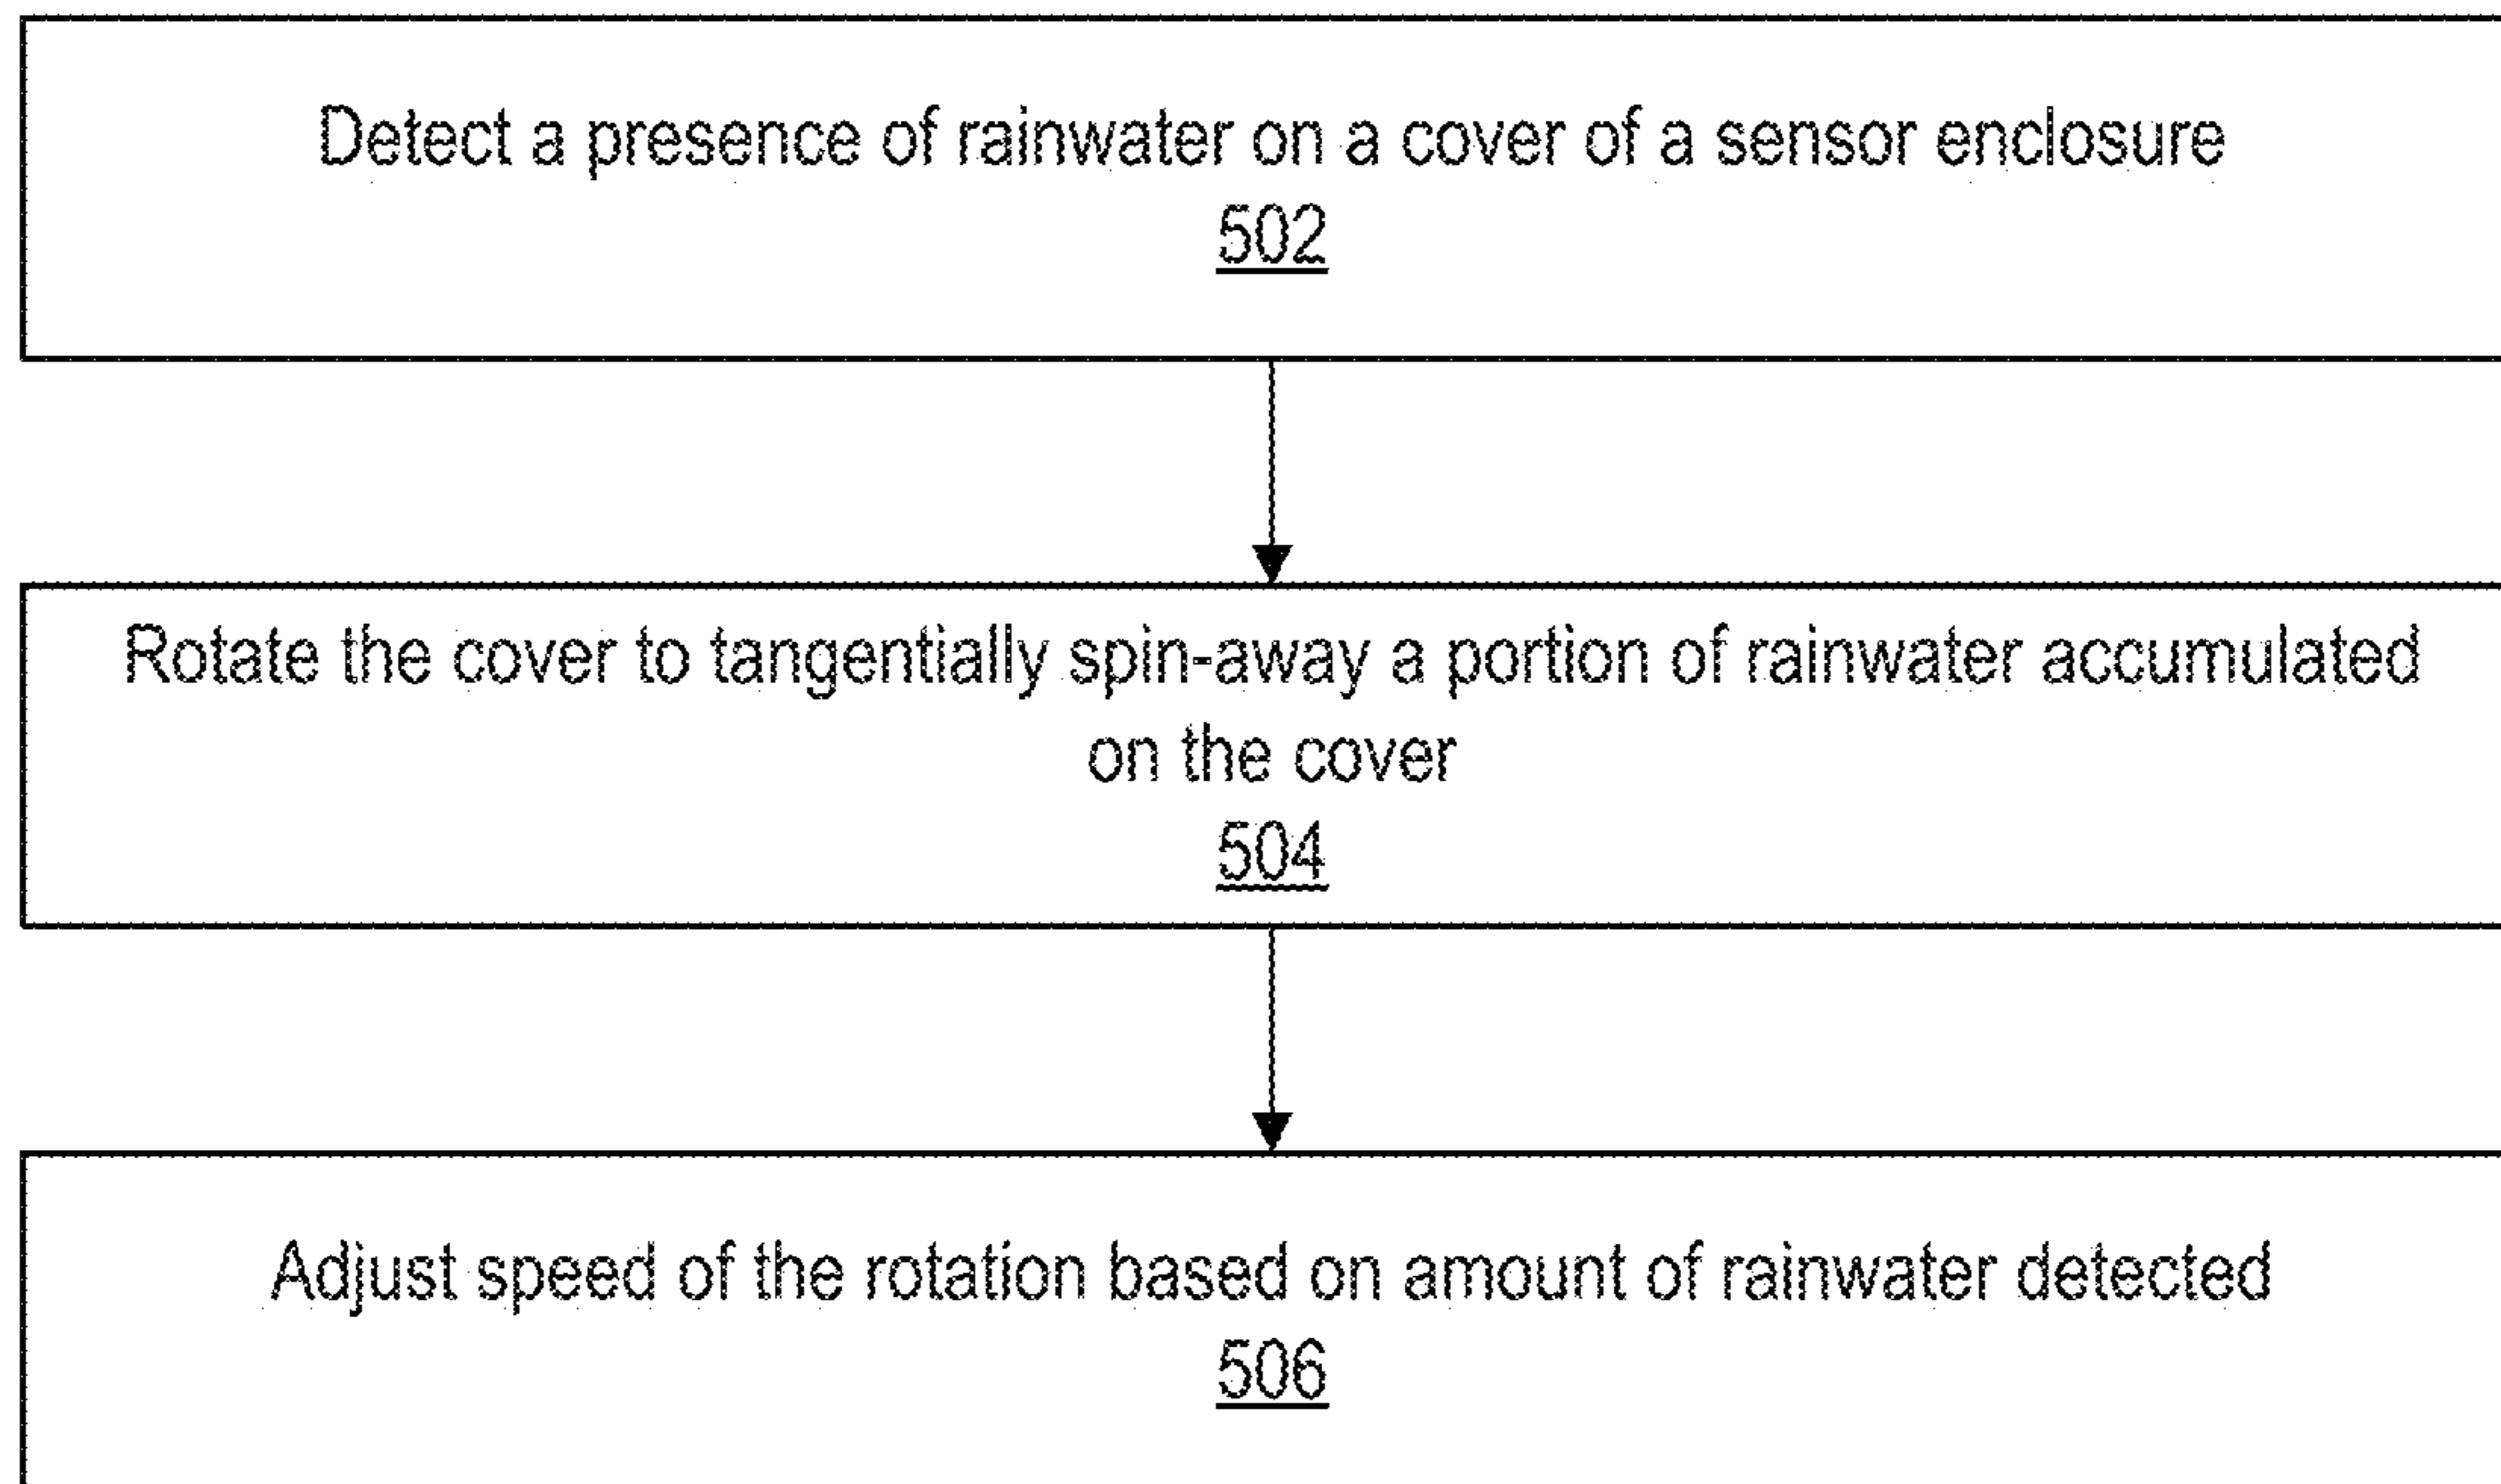 Detect a presence of rainwater on a cover of a sensor enclosure
502
Rotate the cover to tangentially spin-away a portion of rainwater accumulated
on the cover
504
Adjust speed of the rotation based on amount of rainwater detected
506